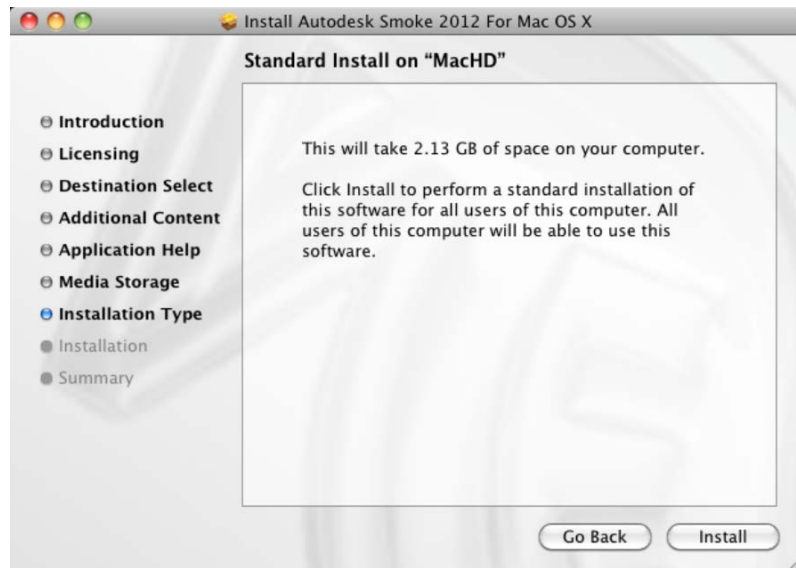 Install Autodesk Smoke 2012 For Mac OS X
Standard Install on “MacHD”
Introduction
Licensing
Destination Select
Additional Content
Application Help
Media Storage
Installation Type
Installation
Summary
This will take 2.13 GB of space on your computer.
Click Install to perform a standard installation of
this software for all users of this computer. All
users of this computer will be able to use this
software.
Go Back
Install